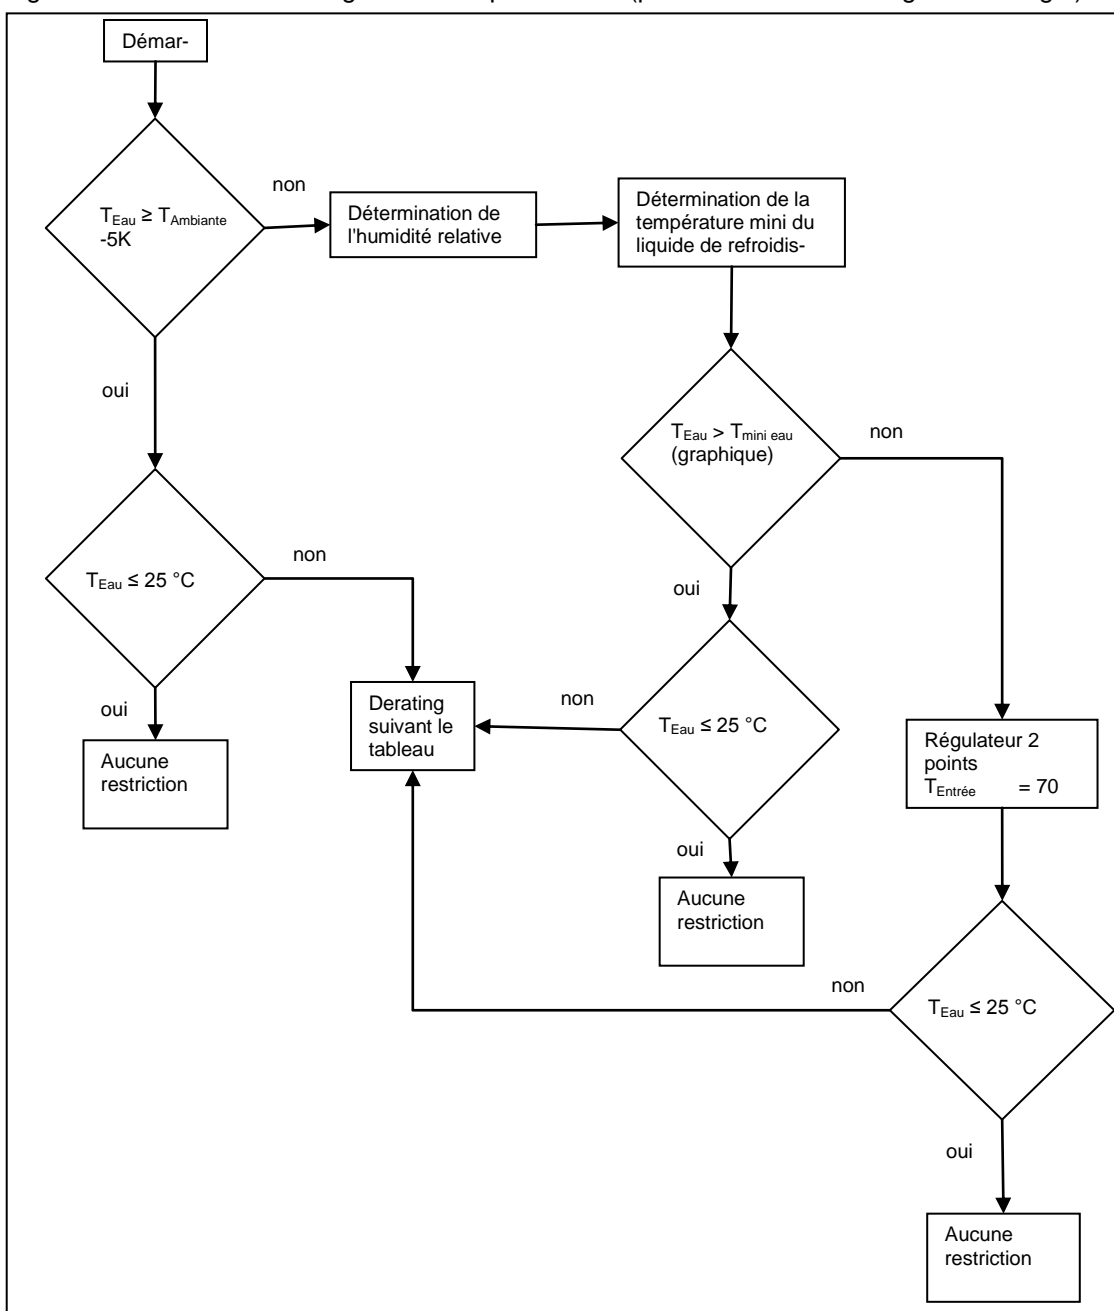 Démar-
non
T_Eau ≥ T_Ambiante
-5K
Détermination de
l'humidité relative
Détermination de la
température mini du
liquide de refroidis-
oui
T_Eau > T_mini eau
(graphique)
non
T_Eau ≤ 25 °C
non
oui
oui
Aucune
restriction
Derating
suivant le
tableau
non
T_Eau ≤ 25 °C
Régulateur 2
points
T_Entrée = 70
oui
Aucune
restriction
non
T_Eau ≤ 25 °C
oui
Aucune
restriction